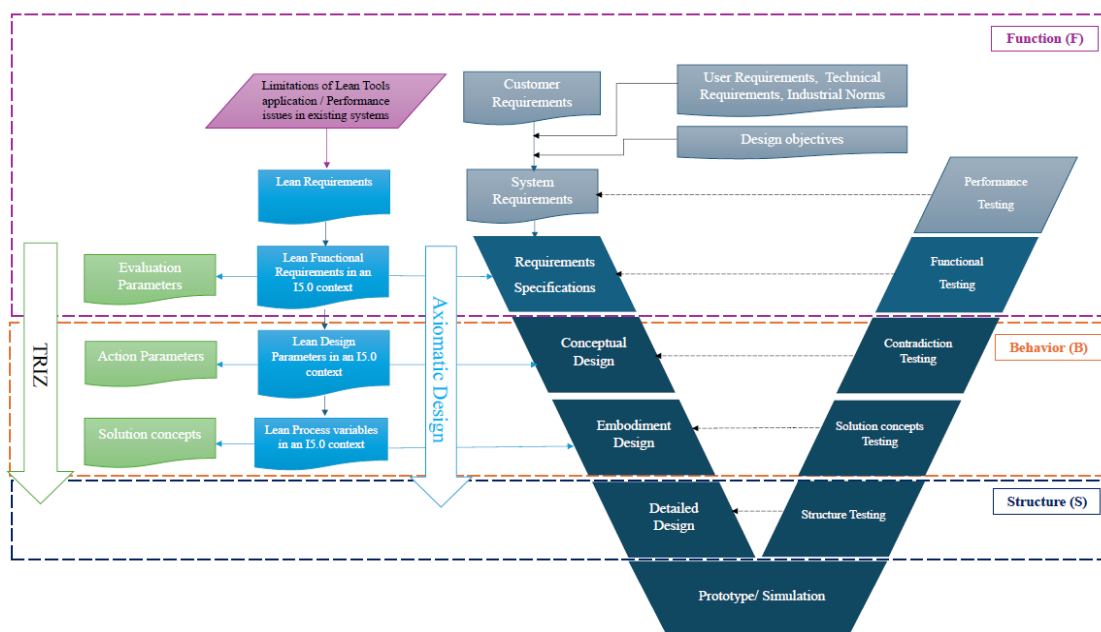 Function (F)
Limitations of Lean Tools
application / Performance
issues in existing systems
Customer
Requirements
User Requirements, Technical
Requirements, Industrial Norms
Design objectives
Lean Requirements
System
Requirements
Performance
Testing
Evaluation
Parameters
Lean Functional
Requirements in an
I5.0 context
Requirements
Specifications
Functional
Testing
TRIZ
Axiomatic Design
Action Parameters
Lean Design
Parameters in an I5.0
context
Conceptual
Design
Contradiction
Testing
Behavior (B)
Solution concepts
Lean Process variables
in an I5.0 context
Embodiment
Design
Solution concepts
Testing
Structure (S)
Detailed
Design
Structure Testing
Prototype/ Simulation